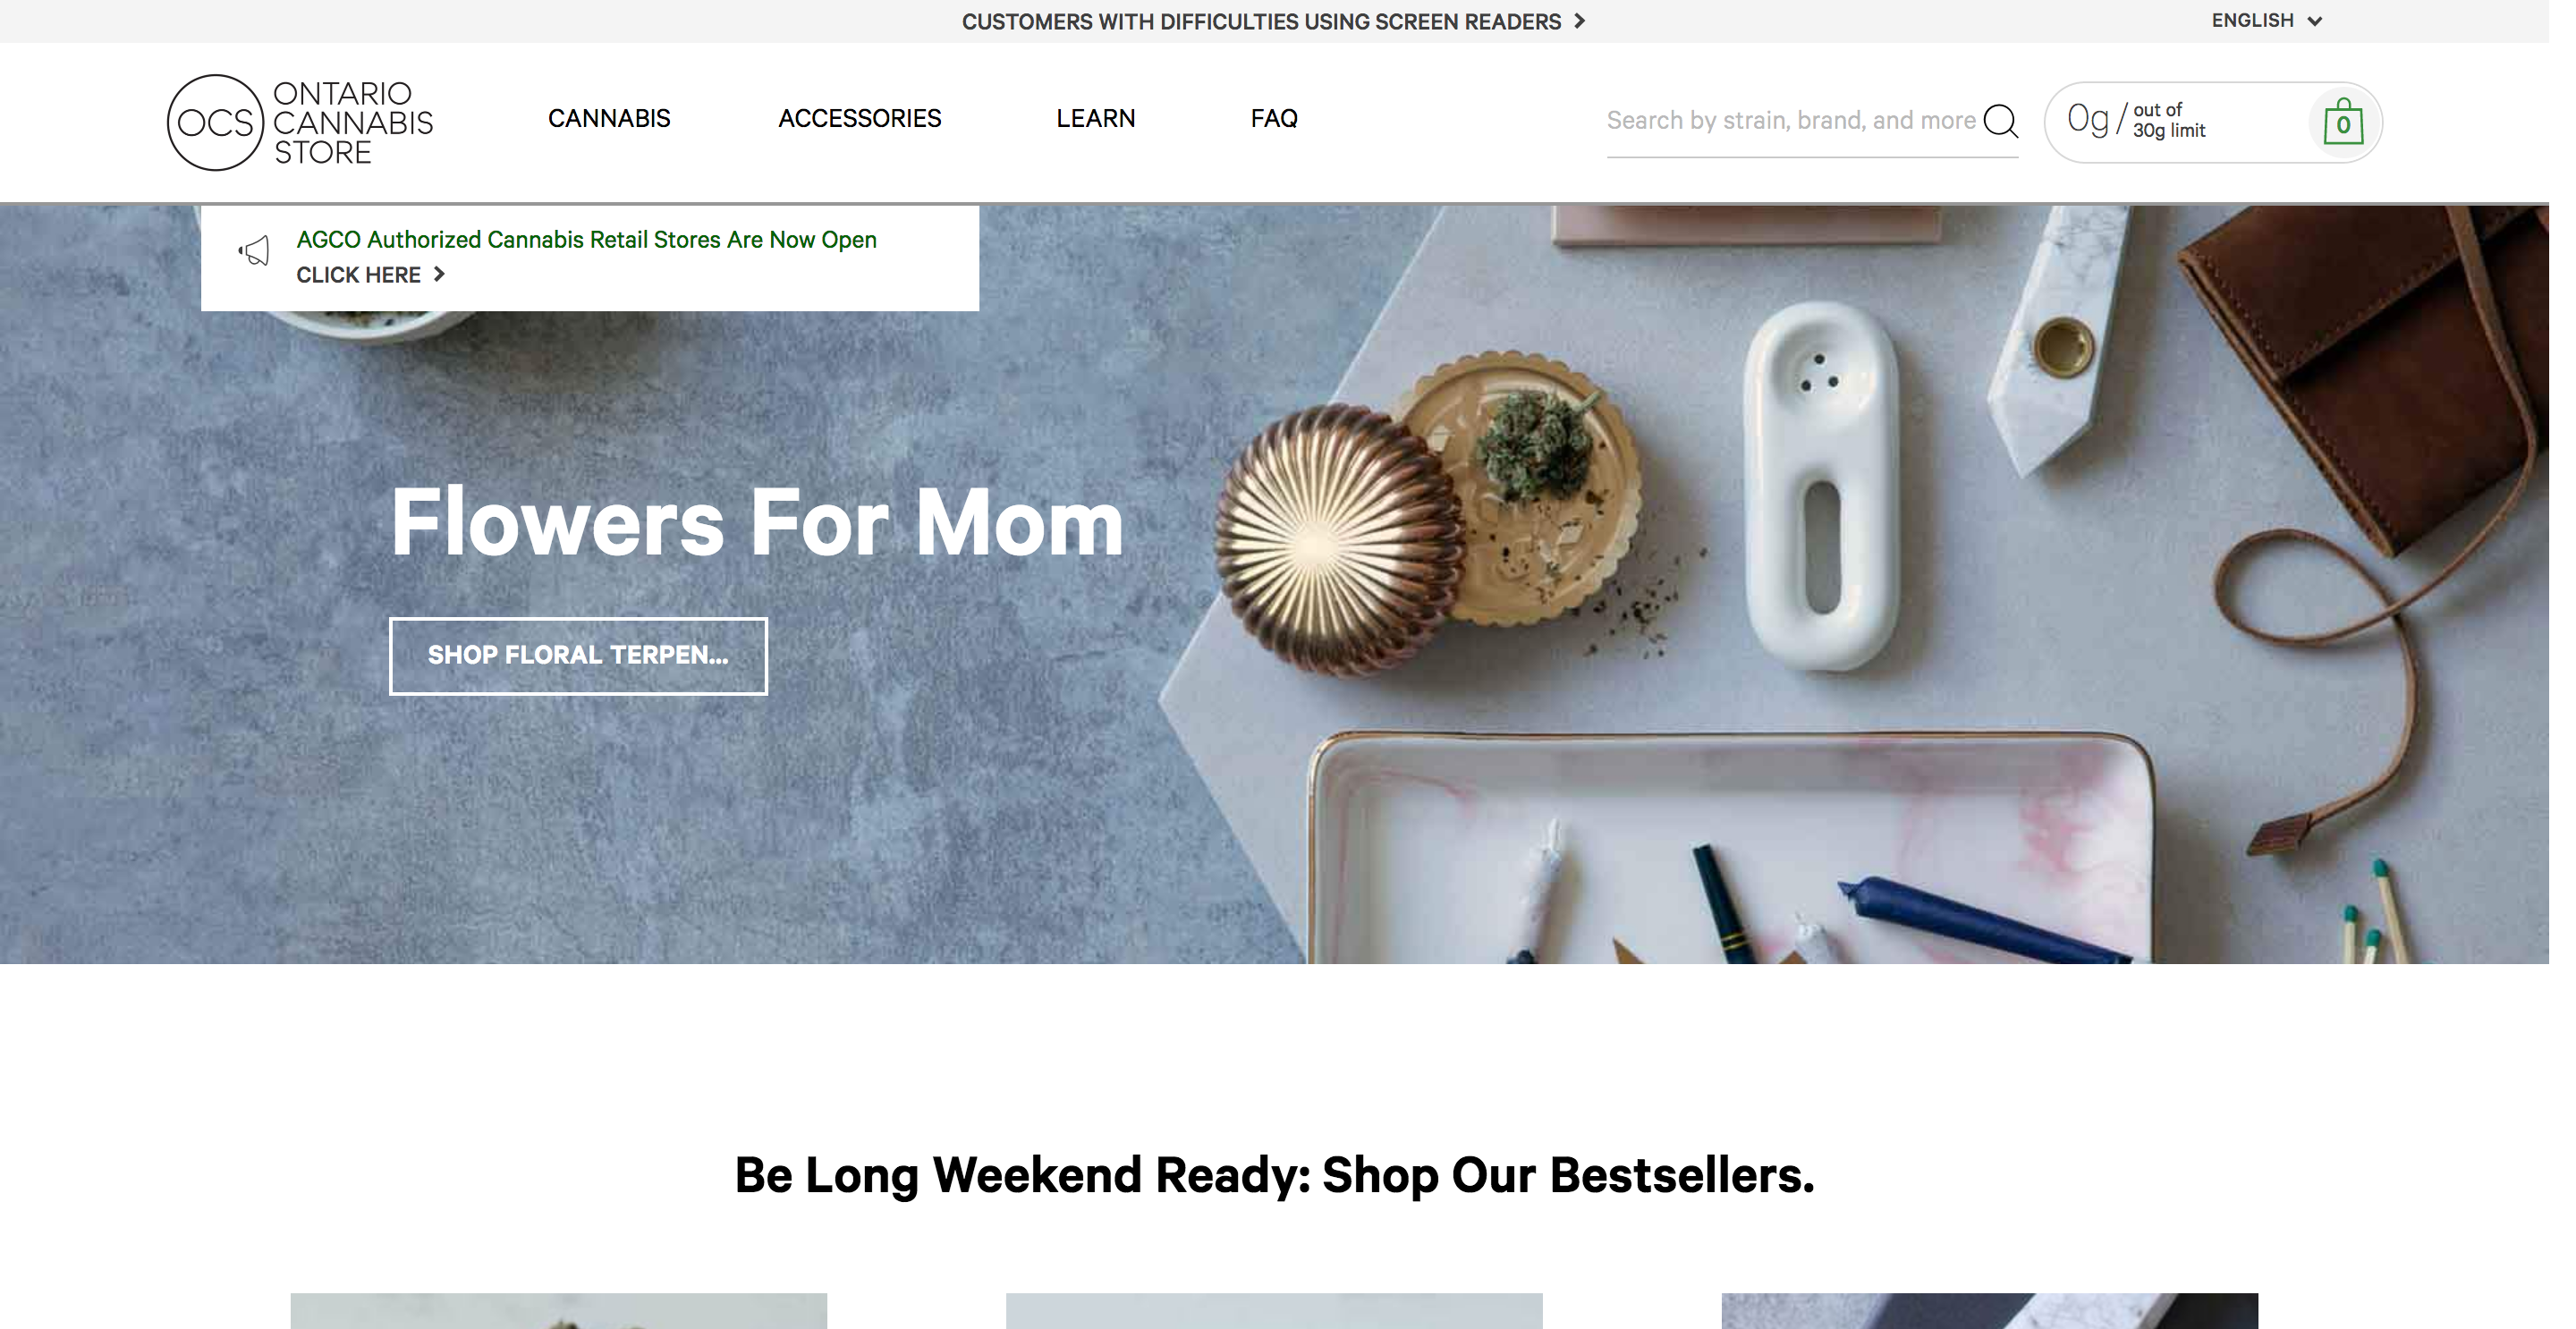 CUSTOMERS WITH DIFFICULTIES USING SCREEN READERS
ENGLISH
OCS
ONTARIO
CANNABIS
STORE
CANNABIS
ACCESSORIES
LEARN
FAQ
Search by strain, brand, and more
0g / out of
30g limit
0
AGCO Authorized Cannabis Retail Stores Are Now Open
CLICK HERE
Flowers For Mom
SHOP FLORAL TERPEN...
Be Long Weekend Ready: Shop Our Bestsellers.